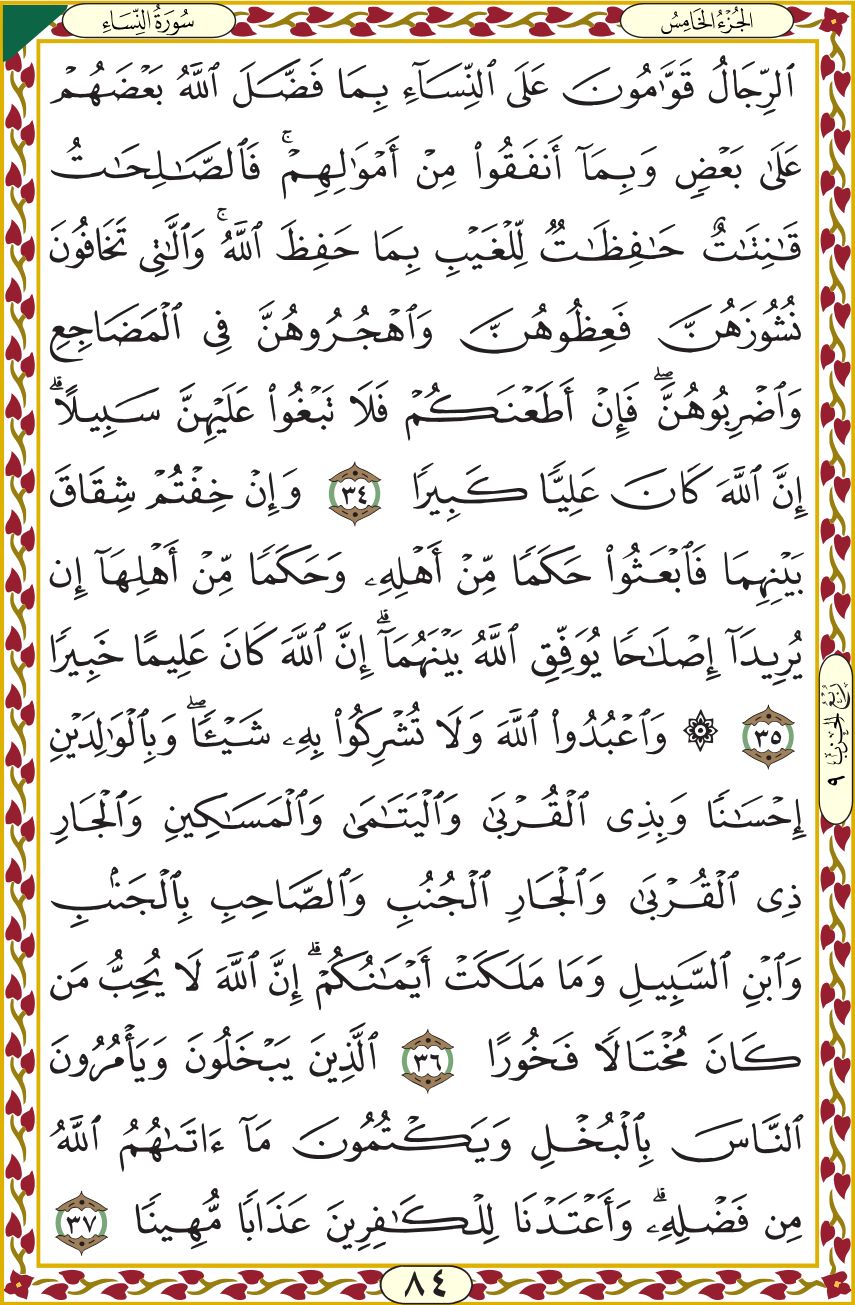 الجُزْءُ الخَامِسُ
سُورَةُ النِّسَاءِ
ٱلرِّجَالُ قَوَّٰمُونَ عَلَى ٱلنِّسَآءِ بِمَا فَضَّلَ ٱللَّهُ بَعْضَهُمْ
عَلَىٰ بَعْضٍ وَبِمَآ أَنفَقُوا۟ مِنْ أَمْوَٰلِهِمْ ۚ فَٱلصَّـٰلِحَـٰتُ
قَـٰنِتَـٰتٌ حَـٰفِظَـٰتٌ لِّلْغَيْبِ بِمَا حَفِظَ ٱللَّهُ ۚ وَٱلَّـٰتِى تَخَافُونَ
نُشُوزَهُنَّ فَعِظُوهُنَّ وَٱهْجُرُوهُنَّ فِى ٱلْمَضَاجِعِ
وَٱضْرِبُوهُنَّ ۖ فَإِنْ أَطَعْنَكُمْ فَلَا تَبْغُوا۟ عَلَيْهِنَّ سَبِيلًا ۗ
إِنَّ ٱللَّهَ كَانَ عَلِيًّا كَبِيرًا ٣٤ وَإِنْ خِفْتُمْ شِقَاقَ
بَيْنِهِمَا فَٱبْعَثُوا۟ حَكَمًا مِّنْ أَهْلِهِۦ وَحَكَمًا مِّنْ أَهْلِهَآ إِن
يُرِيدَآ إِصْلَـٰحًا يُوَفِّقِ ٱللَّهُ بَيْنَهُمَآ ۗ إِنَّ ٱللَّهَ كَانَ عَلِيمًا خَبِيرًا
٣٥ ۞ وَٱعْبُدُوا۟ ٱللَّهَ وَلَا تُشْرِكُوا۟ بِهِۦ شَيْـًٔا ۖ وَبِٱلْوَٰلِدَيْنِ
إِحْسَـٰنًا وَبِذِى ٱلْقُرْبَىٰ وَٱلْيَتَـٰمَىٰ وَٱلْمَسَـٰكِينِ وَٱلْجَارِ
ذِى ٱلْقُرْبَىٰ وَٱلْجَارِ ٱلْجُنُبِ وَٱلصَّاحِبِ بِٱلْجَنۢبِ
وَٱبْنِ ٱلسَّبِيلِ وَمَا مَلَكَتْ أَيْمَـٰنُكُمْ ۗ إِنَّ ٱللَّهَ لَا يُحِبُّ مَن
كَانَ مُخْتَالًا فَخُورًا ٣٦ ٱلَّذِينَ يَبْخَلُونَ وَيَأْمُرُونَ
ٱلنَّاسَ بِٱلْبُخْلِ وَيَكْتُمُونَ مَآ ءَاتَىٰهُمُ ٱللَّهُ
مِن فَضْلِهِۦ ۗ وَأَعْتَدْنَا لِلْكَـٰفِرِينَ عَذَابًا مُّهِينًا ٣٧
رُبْعُ الحِزْبِ ٩
٨٤